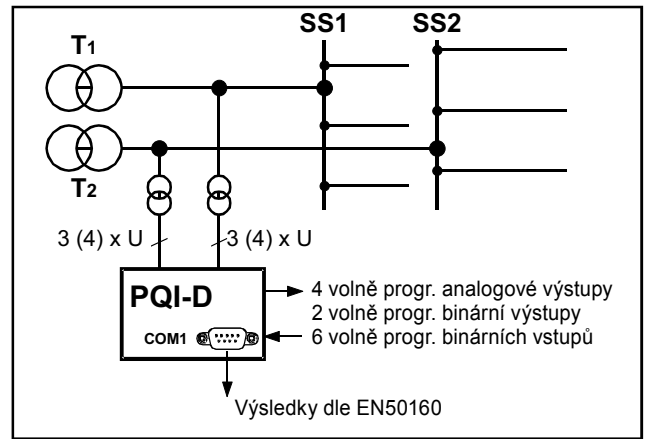 SS1 SS2
T1
T2
3 (4) x U 3 (4) x U
PQI-D
COM1
4 volně progr. analogové výstupy
2 volně progr. binární výstupy
6 volně progr. binárních vstupů
Výsledky dle EN50160